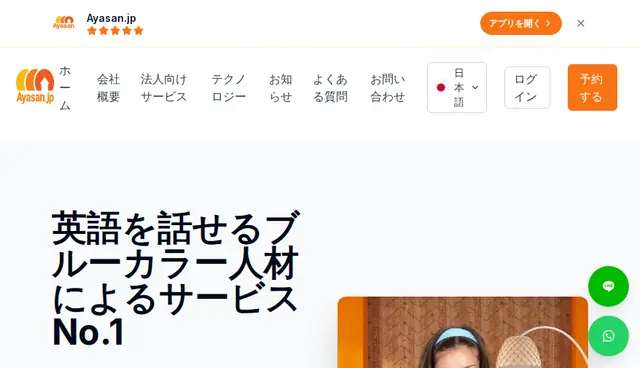 Ayasan
Ayasan.jp
アプリを開く
Ayasan.jp
ホ
ー
ム
会社
概要
法人向け
サービス
テクノ
ロジー
お知
らせ
よくあ
る質問
お問い
合わせ
日
本
語
ログ
イン
予約
する
英語を話せるブ
ルーカラー人材
によるサービス
No.1
LINE